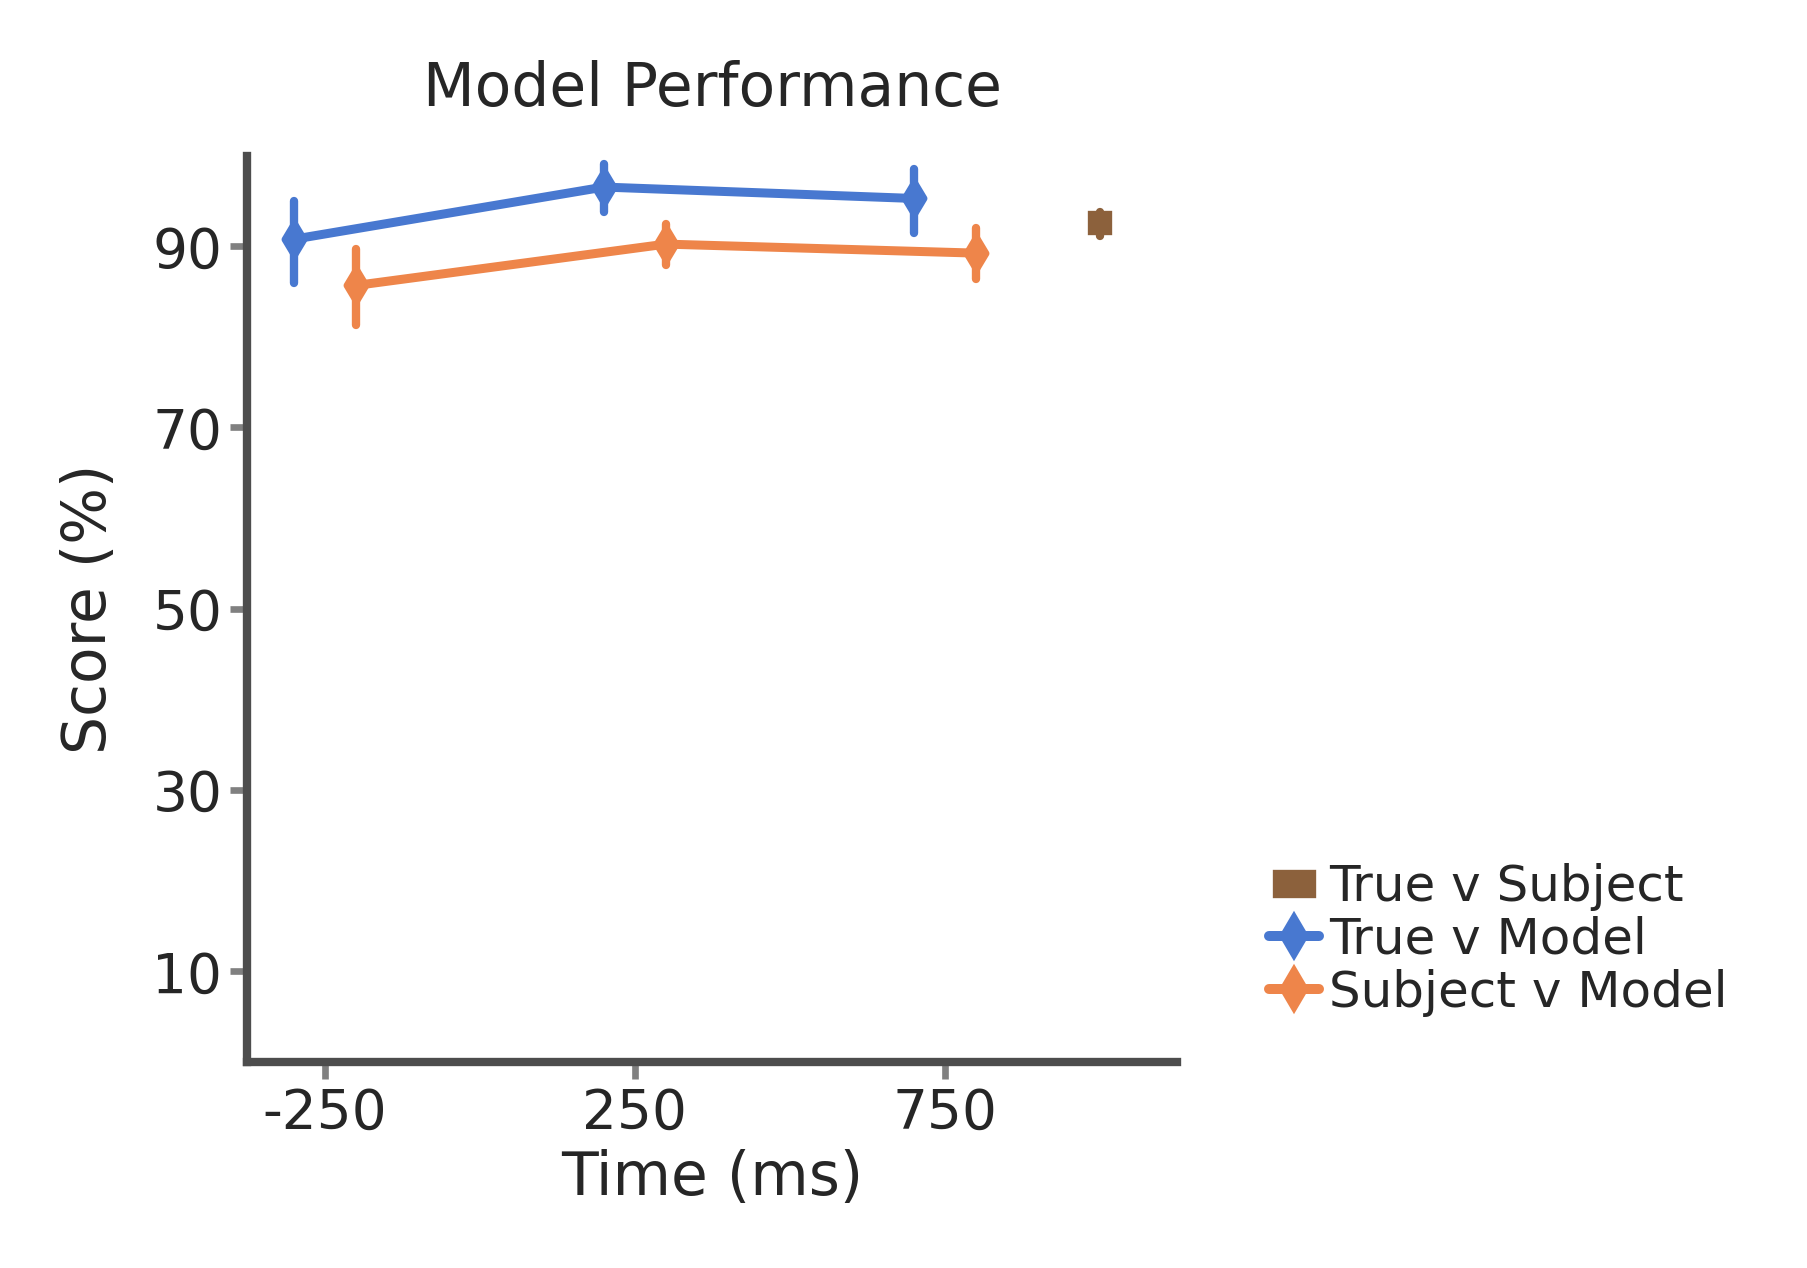 Model Performance
90
70
50
30
10
Score (%)
-250 250 750
Time (ms)
True v Subject
True v Model
Subject v Model